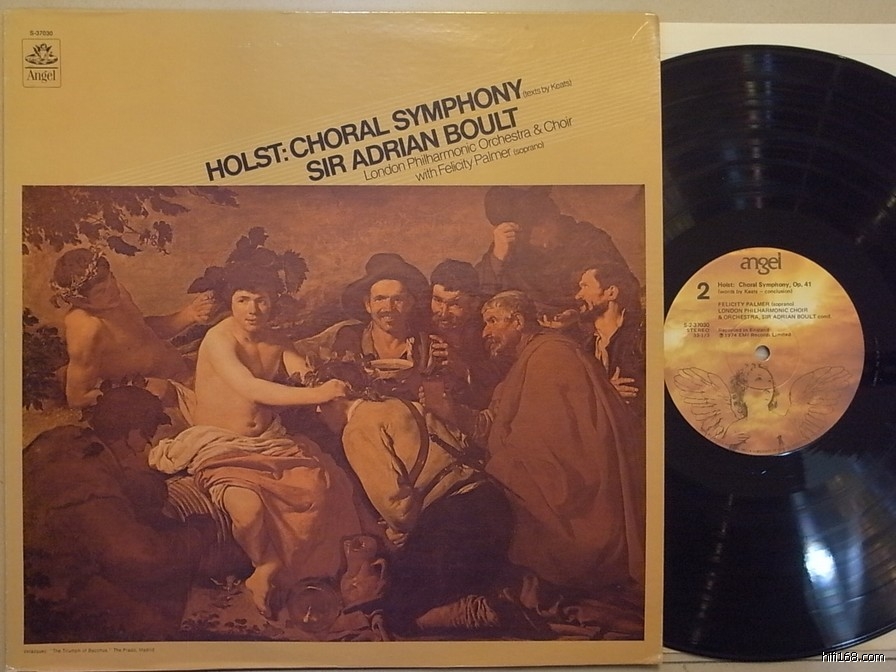 S-37030
Angel
HOLST: CHORAL SYMPHONY (texts by Keats)
SIR ADRIAN BOULT
London Philharmonic Orchestra & Choir
with Felicity Palmer (soprano)
Velazquez: "The Triumph of Bacchus" The Prado, Madrid
angel
2
Holst: Choral Symphony, Op. 41
(words by Keats — conclusion)
FELICITY PALMER (soprano)
LONDON PHILHARMONIC CHOIR
& ORCHESTRA, SIR ADRIAN BOULT (cond)
STEREO
33 1/3
Recorded in England
℗ 1974 EMI Records Limited
hifi168.com